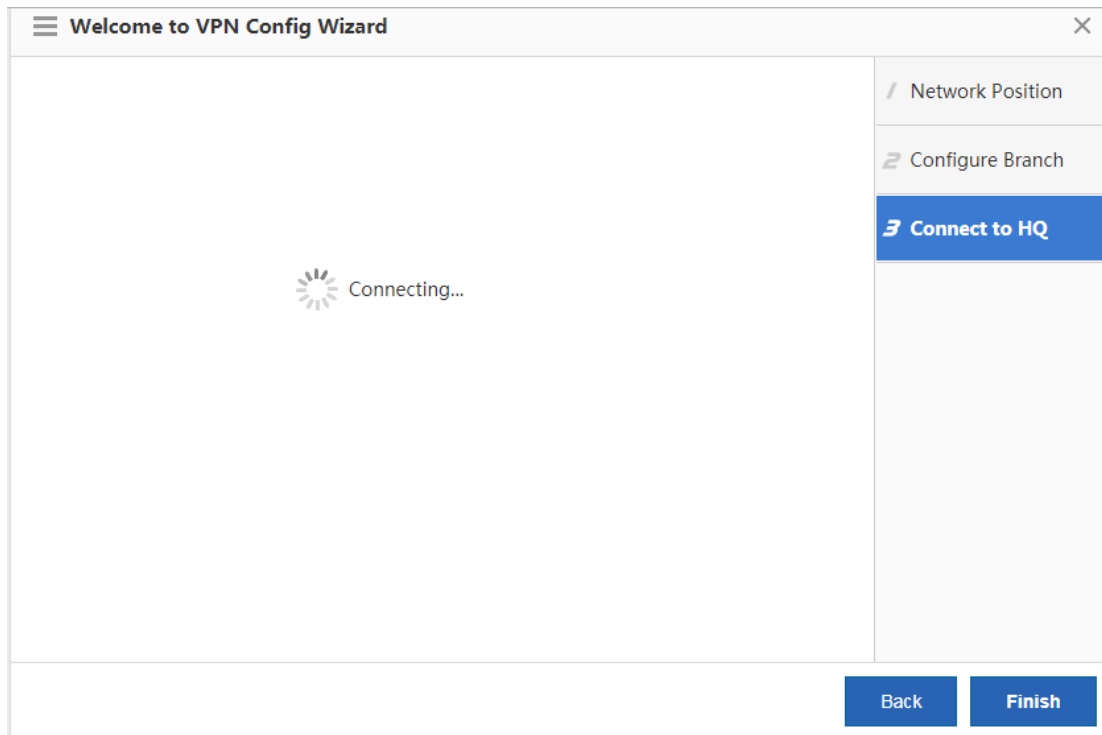 Welcome to VPN Config Wizard
1 Network Position
2 Configure Branch
3 Connect to HQ
Connecting...
Back
Finish